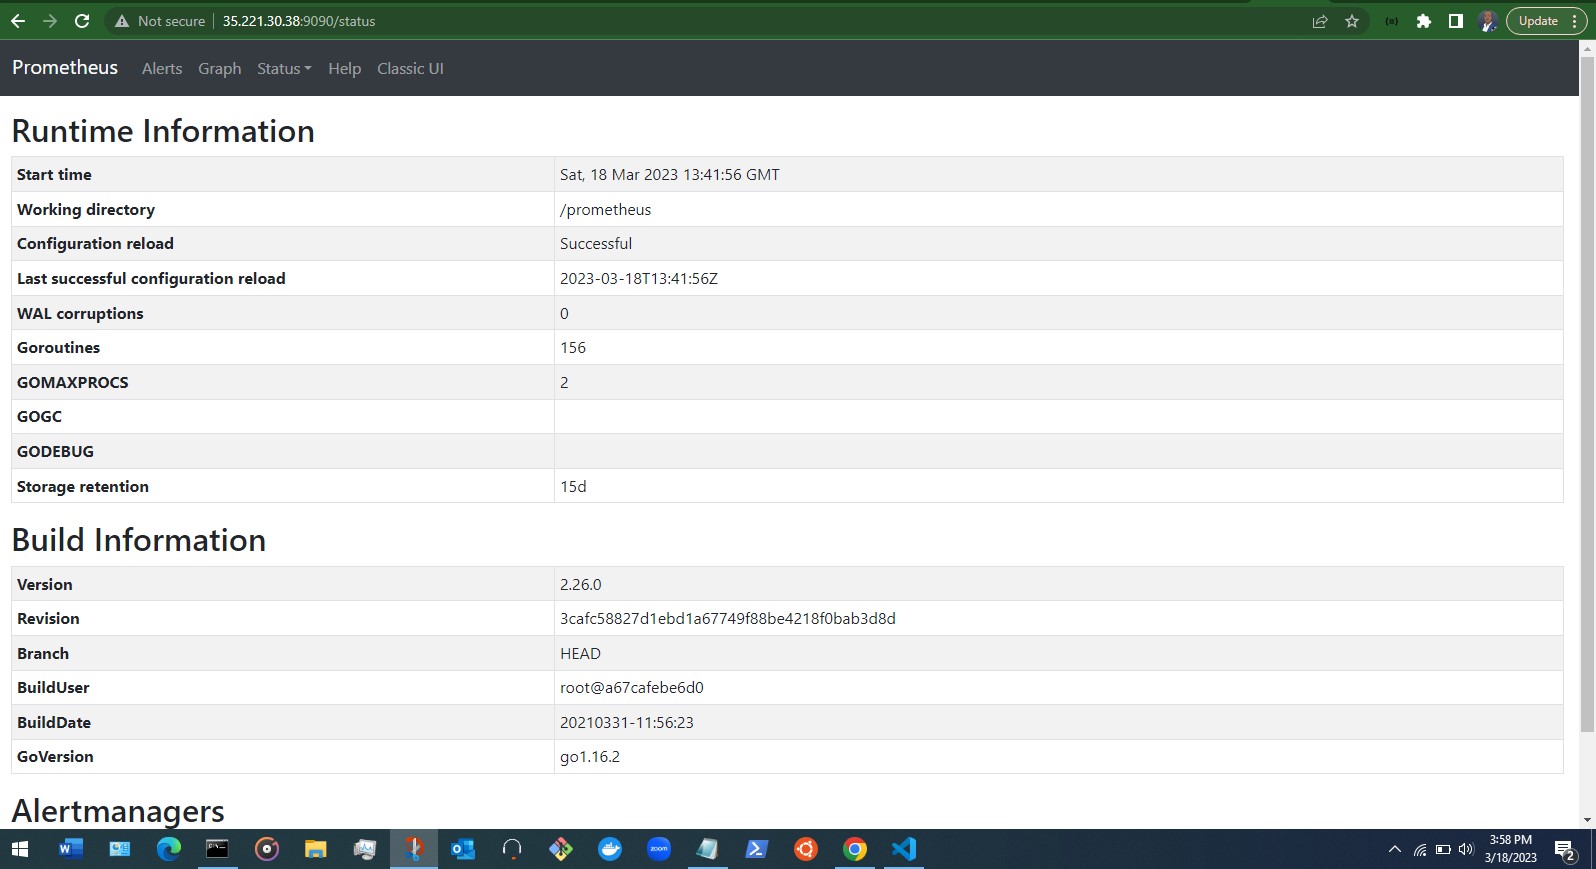 Not secure 35.221.30.38:9090/status Update
Prometheus Alerts Graph Status Help Classic UI
Runtime Information
Start time Sat, 18 Mar 2023 13:41:56 GMT
Working directory /prometheus
Configuration reload Successful
Last successful configuration reload 2023-03-18T13:41:56Z
WAL corruptions 0
Goroutines 156
GOMAXPROCS 2
GOGC
GODEBUG
Storage retention 15d
Build Information
Version 2.26.0
Revision 3cafc58827d1ebd1a67749f88be4218f0bab3d8d
Branch HEAD
BuildUser root@a67cafebe6d0
BuildDate 20210331-11:56:23
GoVersion go1.16.2
Alertmanagers
zoom
3:58 PM
3/18/2023
2